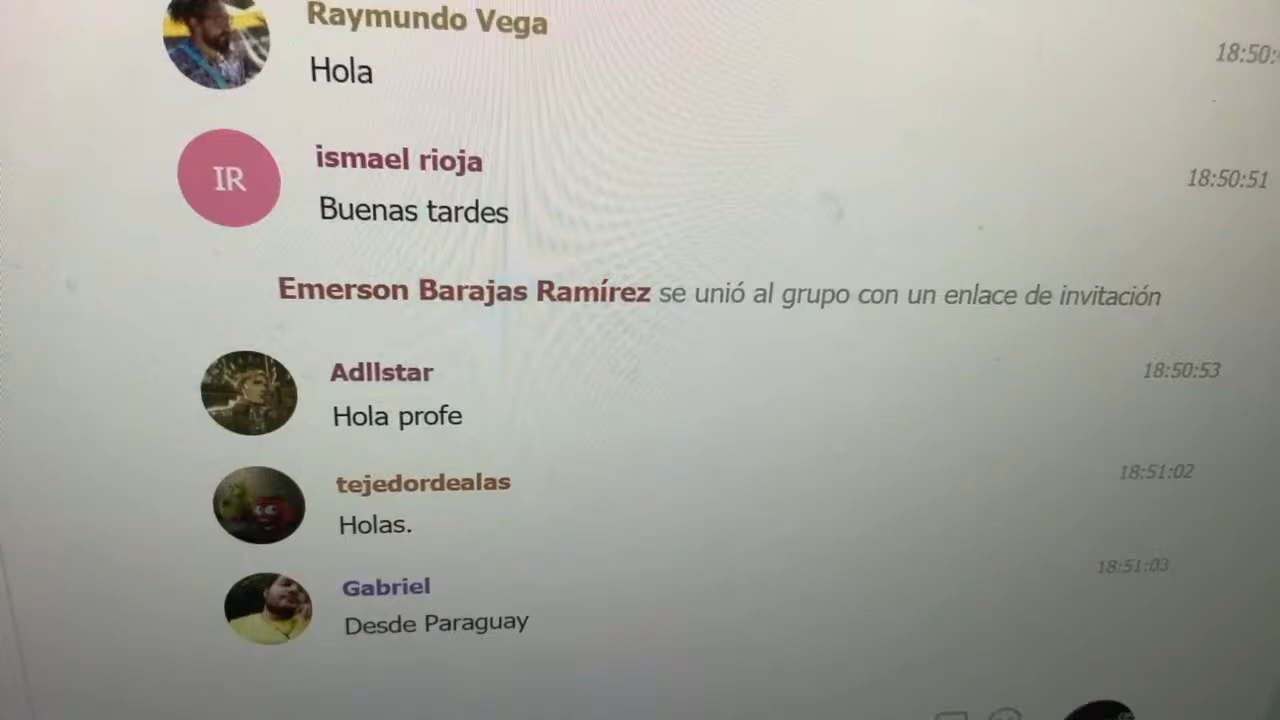 Raymundo Vega
18:50:
Hola
IR
ismael rioja
18:50:51
Buenas tardes
Emerson Barajas Ramírez se unió al grupo con un enlace de invitación
Adllstar
18:50:53
Hola profe
tejedordealas
18:51:02
Holas.
Gabriel
18:51:03
Desde Paraguay